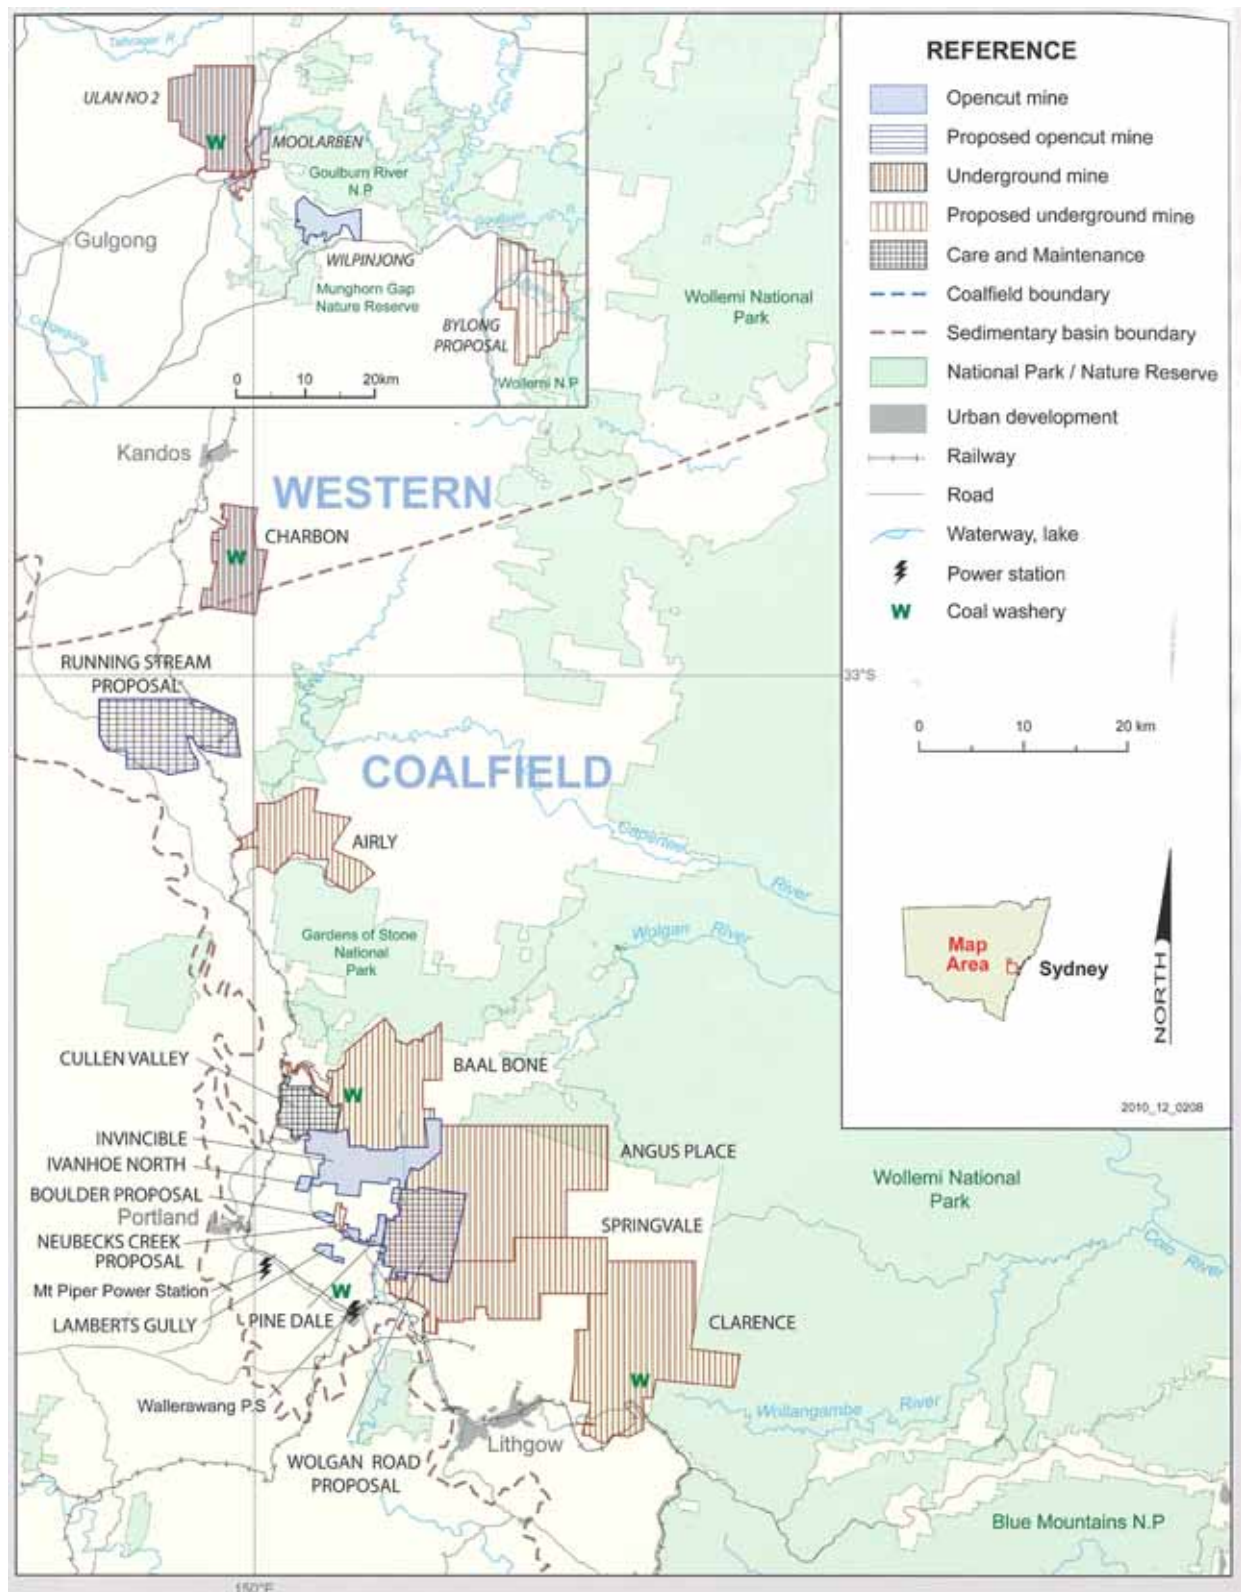 Talbragar R.
ULAN NO 2
W
MOOLARBEN
Goulburn River
N.P.
Goulburn R.
Gulgong
WILPINJONG
Munghorn Gap
Nature Reserve
BYLONG
PROPOSAL
Cudgegong River
Wollemi N.P
0 10 20km
Wollemi National
Park
Kandos
WESTERN
CHARBON
W
RUNNING STREAM
PROPOSAL
33°S
COALFIELD
AIRLY
Capertee
River
Gardens of Stone
National
Park
Wolgan River
CULLEN VALLEY
BAAL BONE
W
INVINCIBLE
IVANHOE NORTH
ANGUS PLACE
BOULDER PROPOSAL
Portland
Wollemi National
Park
SPRINGVALE
NEUBECKS CREEK
PROPOSAL
Colo River
Mt Piper Power Station
W
LAMBERTS GULLY
PINE DALE
CLARENCE
W
Wallerawang P.S
Wollangambe River
Lithgow
WOLGAN ROAD
PROPOSAL
Blue Mountains N.P
150°E
REFERENCE
Opencut mine
Proposed opencut mine
Underground mine
Proposed underground mine
Care and Maintenance
Coalfield boundary
Sedimentary basin boundary
National Park / Nature Reserve
Urban development
Railway
Road
Waterway, lake
Power station
W Coal washery
0 10 20 km
Map
Area
Sydney
NORTH
2010_12_0208